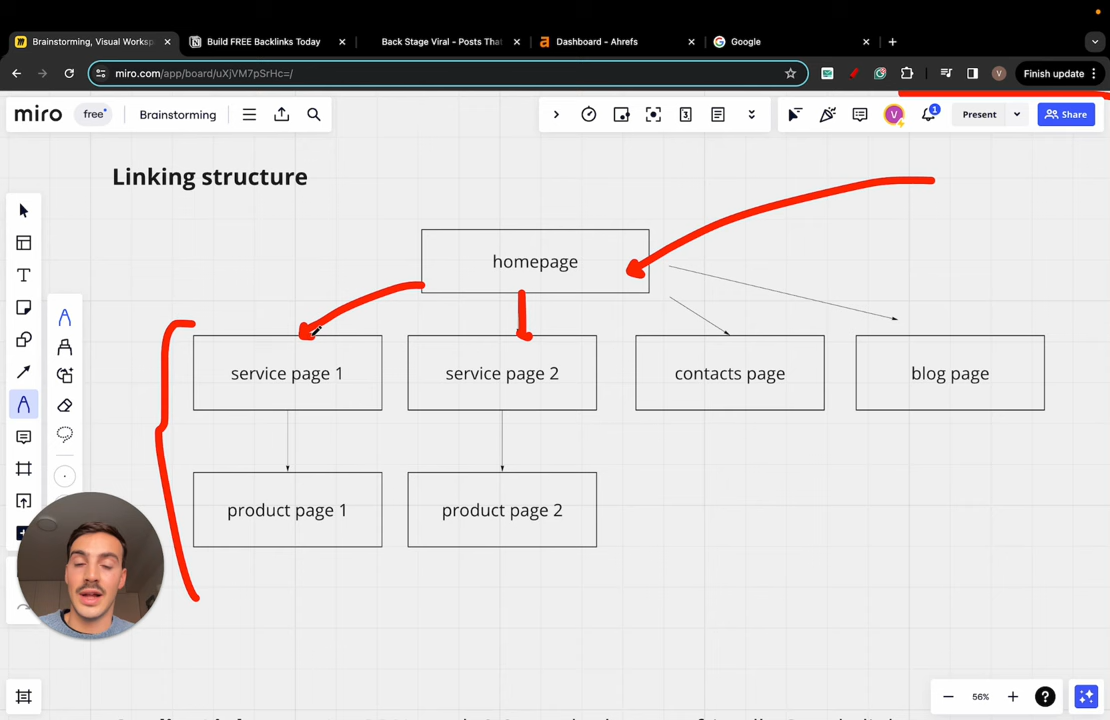 Brainstorming, Visual Worksp
Build FREE Backlinks Today
Back Stage Viral - Posts That
Dashboard - Ahrefs
Google
miro.com/app/board/uXjVM7pSrHc=/
V
Finish update
miro
free
Brainstorming
3
V
1
Present
Share
Linking structure
homepage
service page 1
service page 2
contacts page
blog page
product page 1
product page 2
56%